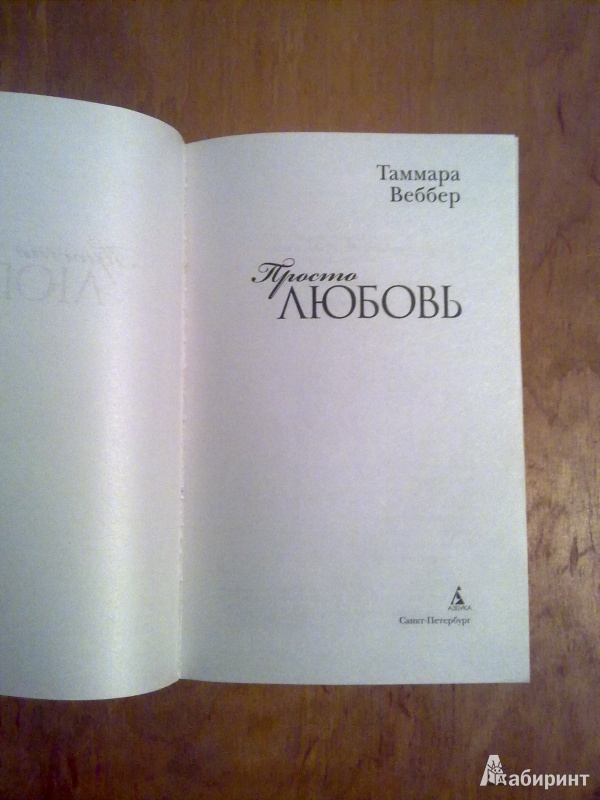 Таммара
Веббер
Просто
ЛЮБОВЬ
АЗБУКА
Санкт-Петербург
Лабиринт